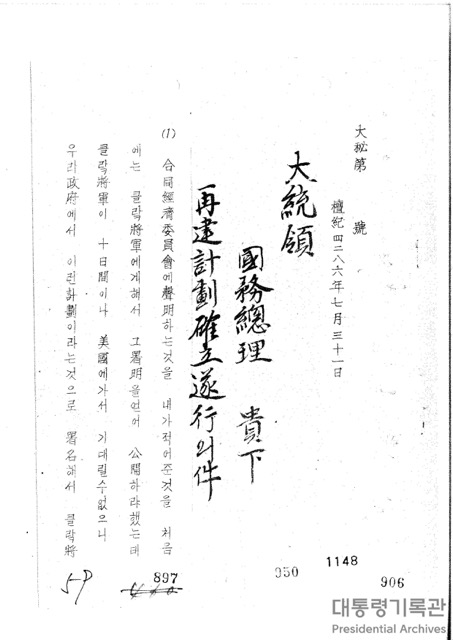 大秘第　　號
檀紀四二八六年七月三十一日
大統領
國務總理　貴下
再建計劃確立遂行의件
(1) 合同經濟委員會에聲明하는것을 내가적어준것을 처음
에는 클락將軍에게해서 그署明을얻어 公開하랴했는데
클락將軍이 十日間이나 美國에가서 기대릴수없으니
우리政府에서 이런計劃이라는것으로 署名해서 클락將
5P
897
950
1148
906
대통령기록관
Presidential Archives